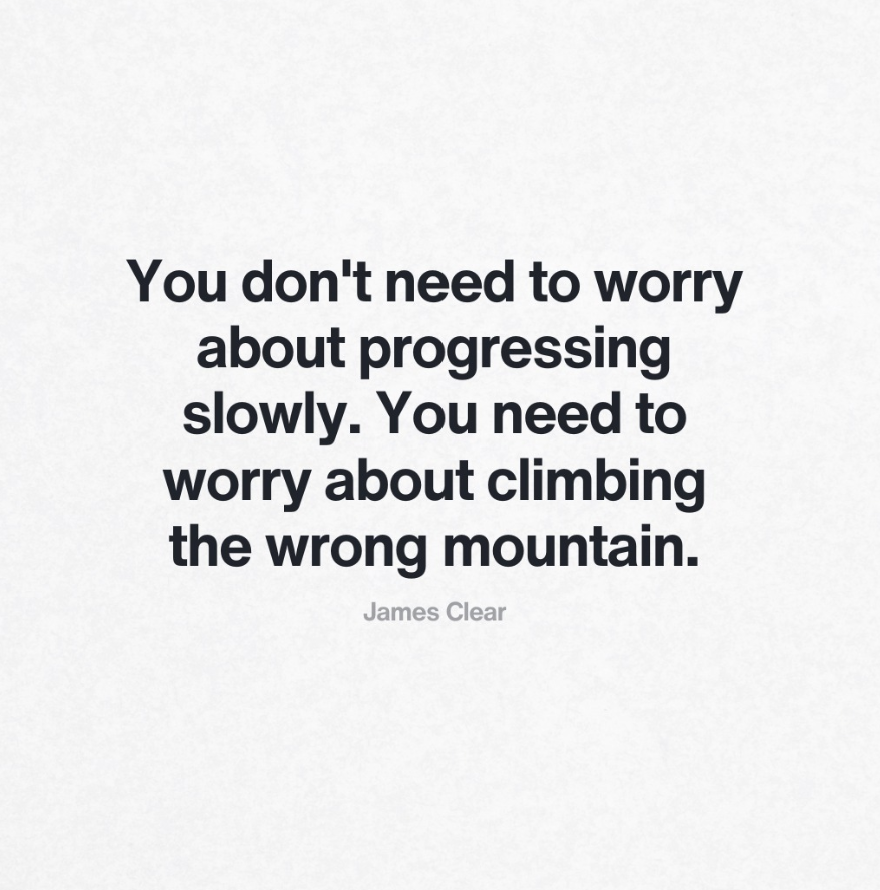 You don't need to worry
about progressing
slowly. You need to
worry about climbing
the wrong mountain.
James Clear